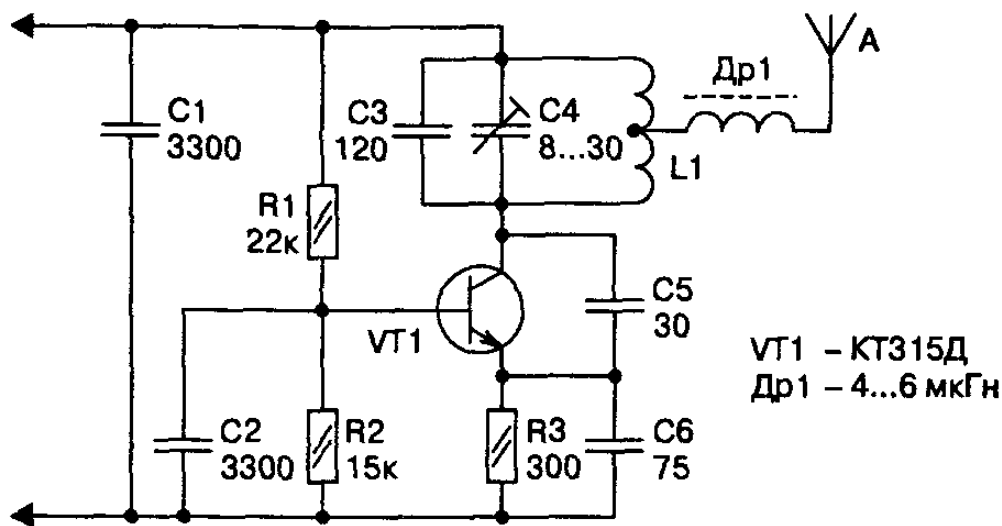 A
Др1
C1
3300
C3
120
C4
8...30
L1
R1
22к
VT1
C5
30
VT1 – КТ315Д
Др1 – 4...6 мкГн
C2
3300
R2
15к
R3
300
C6
75